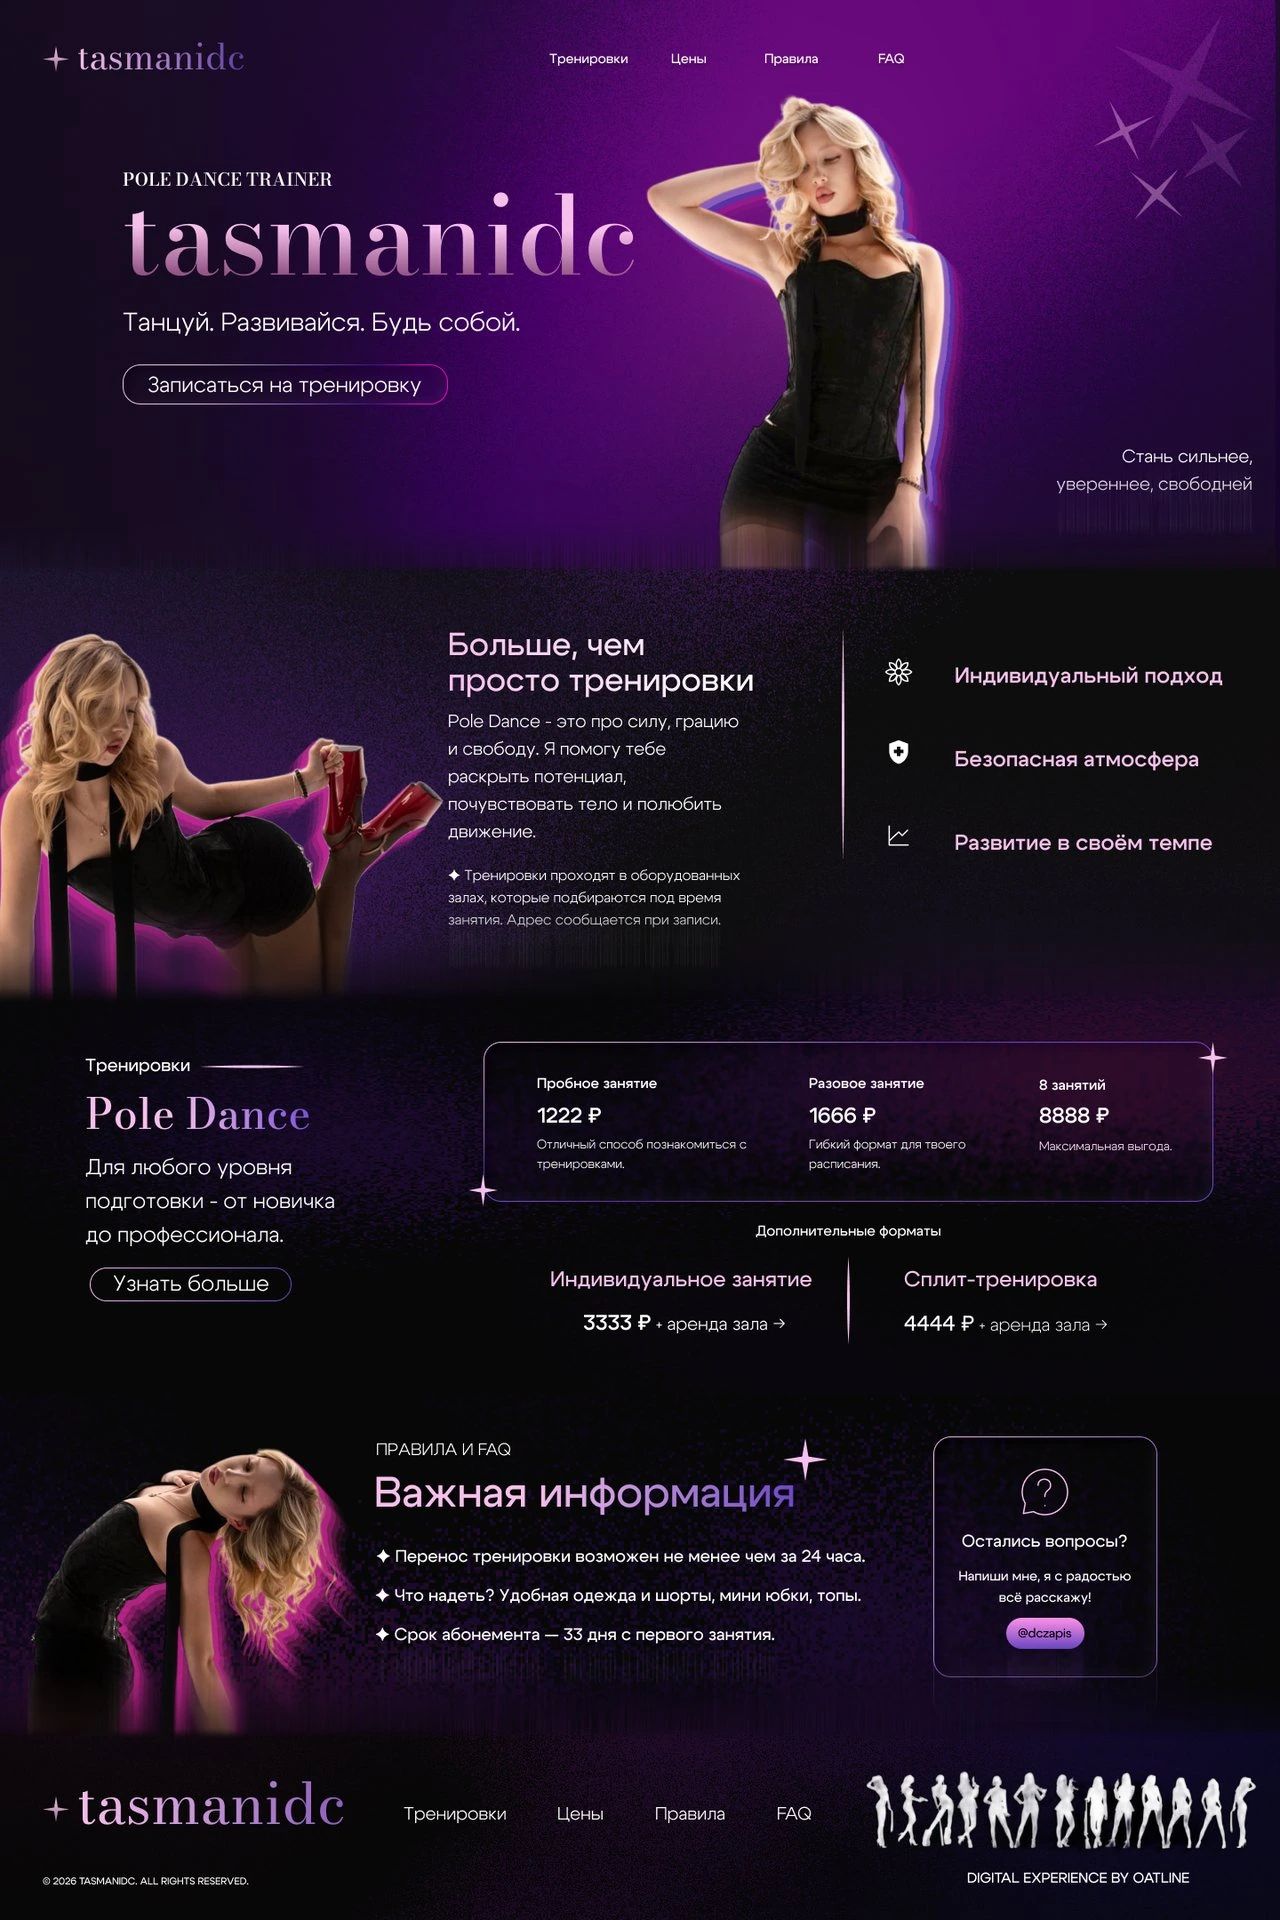 tasmanidc
Тренировки
Цены
Правила
FAQ
POLE DANCE TRAINER
tasmanidc
Танцуй. Развивайся. Будь собой.
Записаться на тренировку
Стань сильнее,
увереннее, свободней
Больше, чем
просто тренировки
Pole Dance - это про силу, грацию
и свободу. Я помогу тебе
раскрыть потенциал,
почувствовать тело и полюбить
движение.
✦ Тренировки проходят в оборудованных
залах, которые подбираются под время
занятия. Адрес сообщается при записи.
Индивидуальный подход
Безопасная атмосфера
Развитие в своём темпе
Тренировки
Pole Dance
Для любого уровня
подготовки - от новичка
до профессионала.
Узнать больше
Пробное занятие
1222 ₽
Отличный способ познакомиться с
тренировками.
Разовое занятие
1666 ₽
Гибкий формат для твоего
расписания.
8 занятий
8888 ₽
Максимальная выгода.
Дополнительные форматы
Индивидуальное занятие
3333 ₽ + аренда зала →
Сплит-тренировка
4444 ₽ + аренда зала →
ПРАВИЛА И FAQ
Важная информация
✦ Перенос тренировки возможен не менее чем за 24 часа.
✦ Что надеть? Удобная одежда и шорты, мини юбки, топы.
✦ Срок абонемента — 33 дня с первого занятия.
Остались вопросы?
Напиши мне, я с радостью
всё расскажу!
@dczapis
tasmanidc
Тренировки
Цены
Правила
FAQ
© 2026 TASMANIDC. ALL RIGHTS RESERVED.
DIGITAL EXPERIENCE BY OATLINE